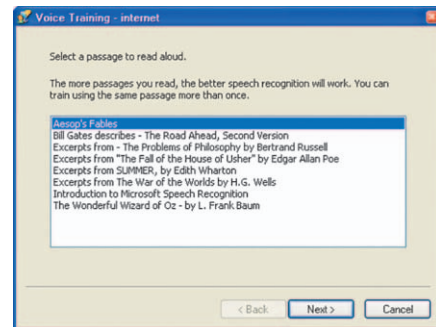 Voice Training - internet
Select a passage to read aloud.
The more passages you read, the better speech recognition will work. You can
train using the same passage more than once.
Aesop's Fables
Bill Gates describes - The Road Ahead, Second Version
Excerpts from - The Problems of Philosophy by Bertrand Russell
Excerpts from "The Fall of the House of Usher" by Edgar Allan Poe
Excerpts from SUMMER, by Edith Wharton
Excerpts from The War of the Worlds by H.G. Wells
Introduction to Microsoft Speech Recognition
The Wonderful Wizard of Oz - by L. Frank Baum
< Back Next > Cancel